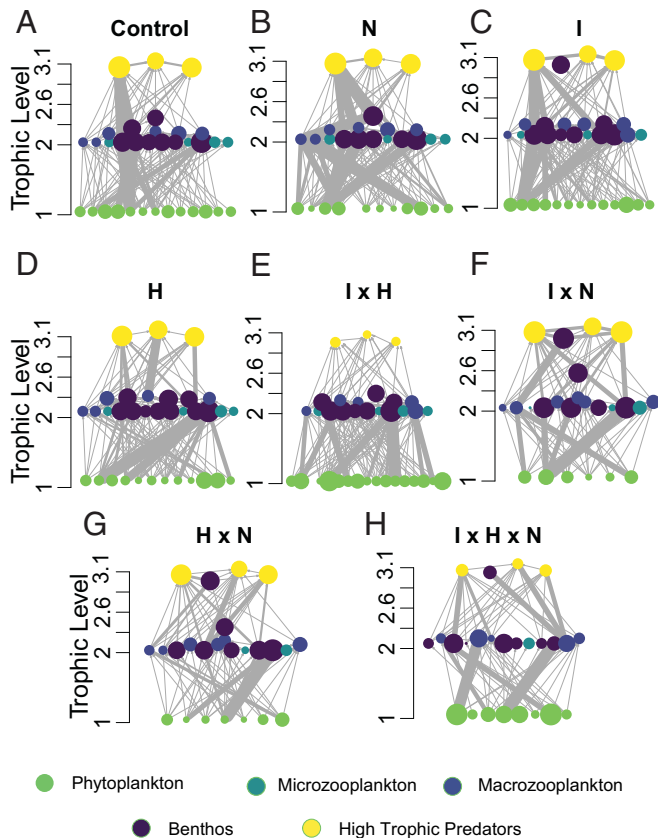 A
Control
B
N
C
I
Trophic Level
3.1
2.6
2
1
3.1
2.6
2
1
3.1
2.6
2
1
D
H
E
I x H
F
I x N
Trophic Level
3.1
2.6
2
1
3.1
2.6
2
1
3.1
2.6
2
1
G
H x N
H
I x H x N
Trophic Level
3.1
2.6
2
1
3.1
2.6
2
1
Phytoplankton
Microzooplankton
Macrozooplankton
Benthos
High Trophic Predators